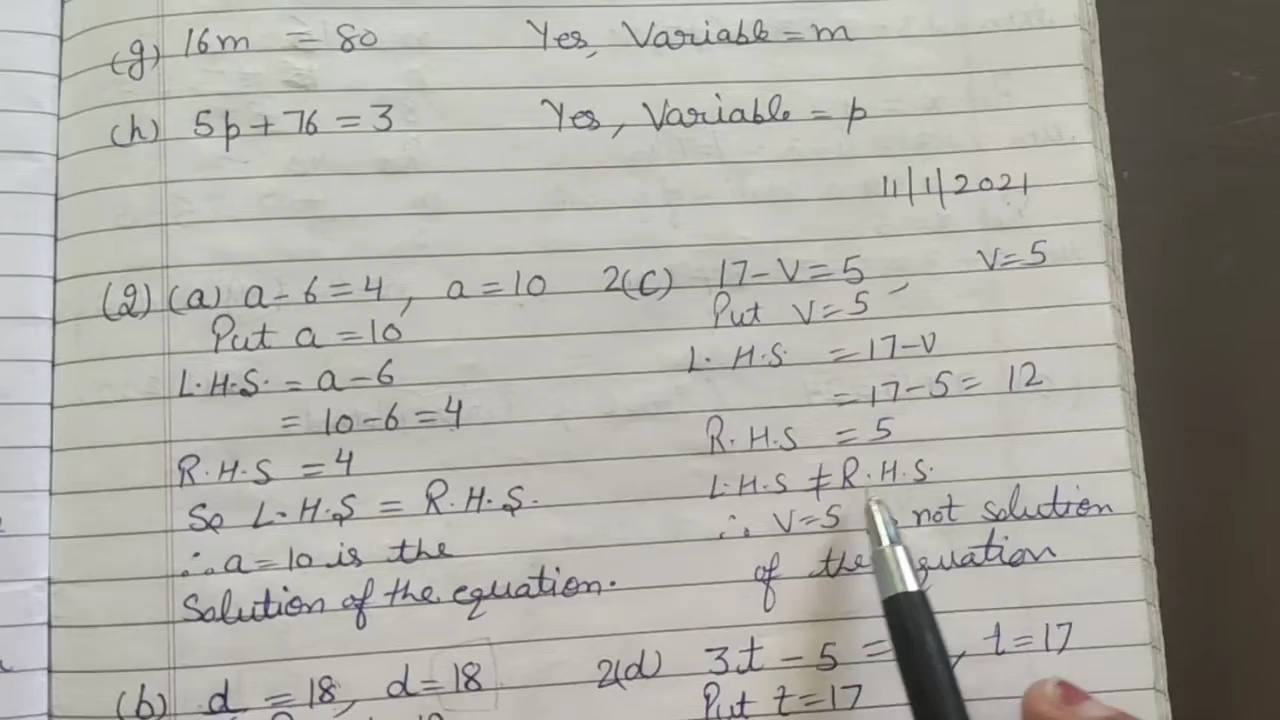 (g) 16m = 80 Yes, Variable = m
(h) 5p + 76 = 3 Yes, Variable = p
11/1/2021
(2) (a) a - 6 = 4, a = 10
Put a = 10
L.H.S. = a - 6
= 10 - 6 = 4
R.H.S = 4
So L.H.S = R.H.S.
∴ a = 10 is the
Solution of the equation.
(b) d = 18, d = 18
2(c) 17 - V = 5, V = 5
Put V = 5
L.H.S. = 17 - V
= 17 - 5 = 12
R.H.S = 5
L.H.S ≠ R.H.S.
∴ V = 5 not solution
of the equation
2(d) 3t - 5 = , t = 17
Put t = 17